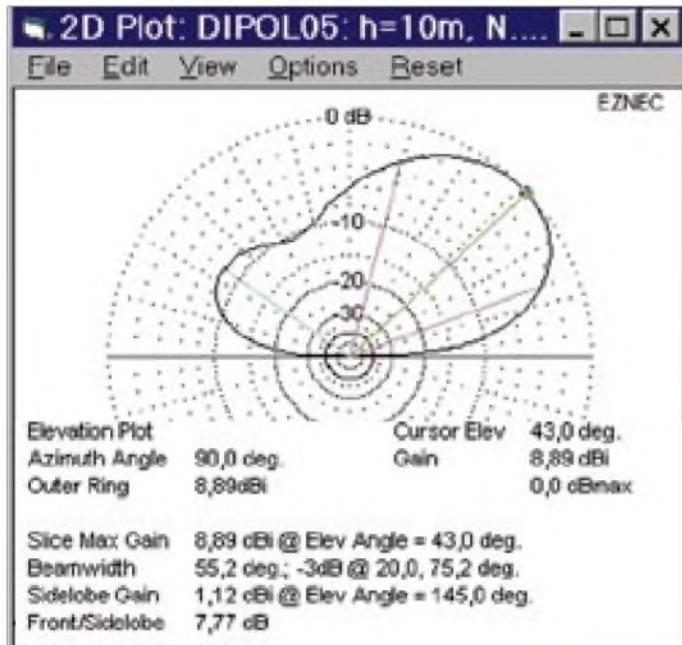 2D Plot: DIPOL05: h=10m, N....
File Edit View Options Reset
EZNEC
0 dB
-10
-20
-30
Elevation Plot Cursor Elev 43,0 deg.
Azimuth Angle 90,0 deg. Gain 8,89 dBi
Outer Ring 8,89dBi 0,0 dBmax
Slice Max Gain 8,89 dBi @ Elev Angle = 43,0 deg.
Beamwidth 55,2 deg.; -3dB @ 20,0, 75,2 deg.
Sidelobe Gain 1,12 dBi @ Elev Angle = 145,0 deg.
Front/Sidelobe 7,77 dB